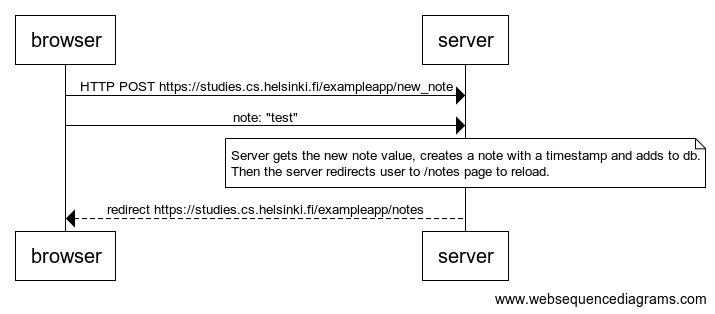 browser
server
HTTP POST https://studies.cs.helsinki.fi/exampleapp/new_note
note: "test"
Server gets the new note value, creates a note with a timestamp and adds to db.
Then the server redirects user to /notes page to reload.
redirect https://studies.cs.helsinki.fi/exampleapp/notes
browser
server
www.websequencediagrams.com